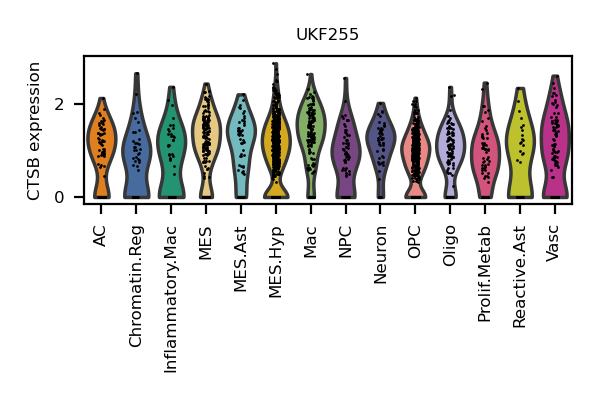 UKF255
CTSB expression
2
0
AC
Chromatin.Reg
Inflammatory.Mac
MES
MES.Ast
MES.Hyp
Mac
NPC
Neuron
OPC
Oligo
Prolif.Metab
Reactive.Ast
Vasc